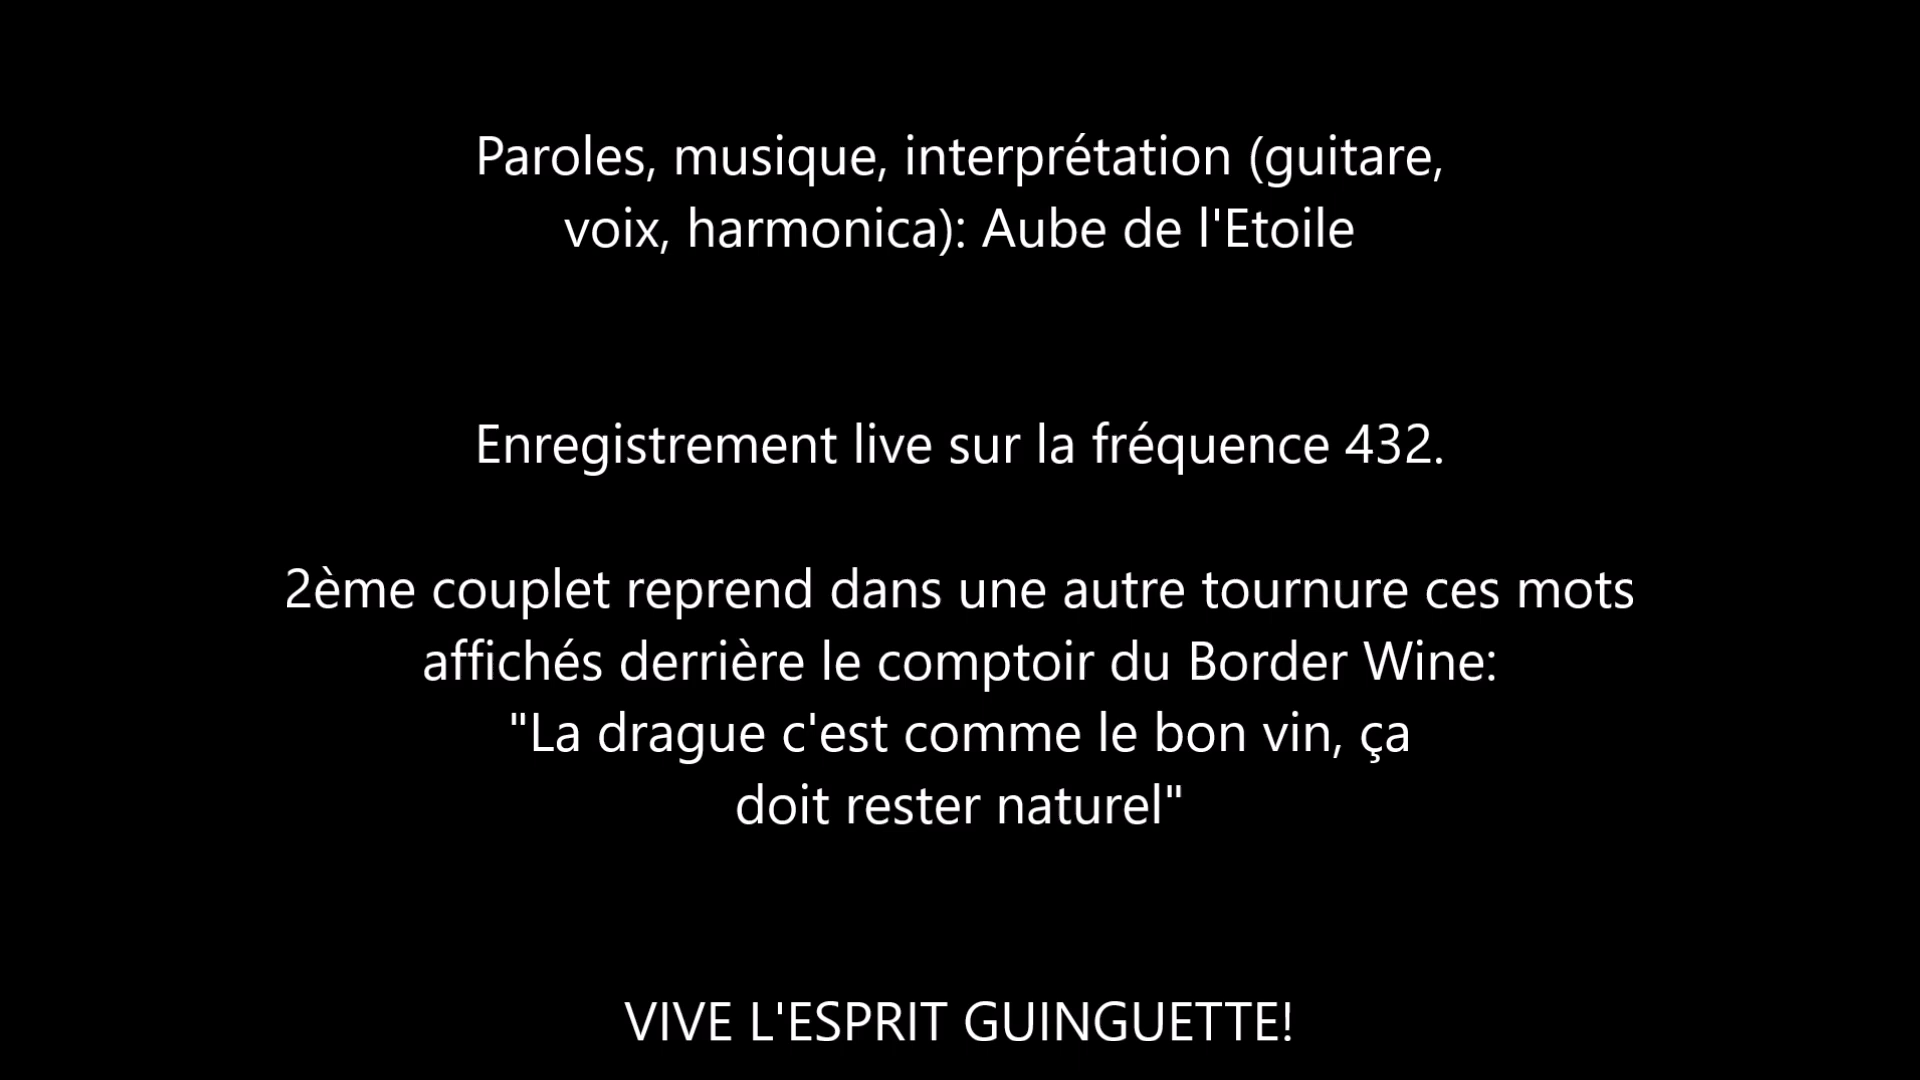 Paroles, musique, interprétation (guitare,
voix, harmonica): Aube de l'Etoile
Enregistrement live sur la fréquence 432.
2ème couplet reprend dans une autre tournure ces mots
affichés derrière le comptoir du Border Wine:
"La drague c'est comme le bon vin, ça
doit rester naturel"
VIVE L'ESPRIT GUINGUETTE!